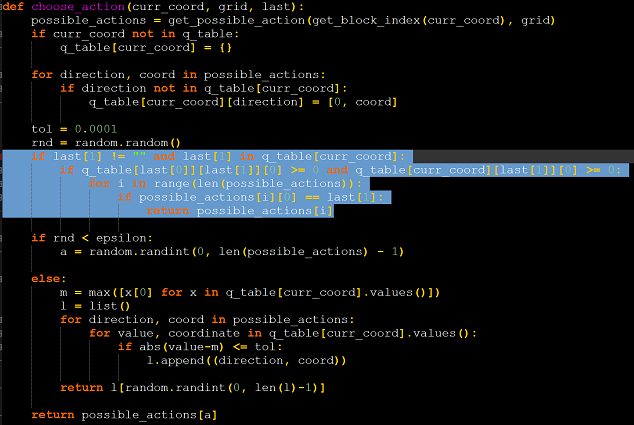 def choose_action(curr_coord, grid, last):
    possible_actions = get_possible_action(get_block_index(curr_coord), grid)
    if curr_coord not in q_table:
        q_table[curr_coord] = {}
    for direction, coord in possible_actions:
        if direction not in q_table[curr_coord]:
            q_table[curr_coord][direction] = [0, coord]
    tol = 0.0001
    rnd = random.random()
    if last[1] != "" and last[1] in q_table[curr_coord]:
        if q_table[last[0]][last[1]][0] >= 0 and q_table[curr_coord][last[1]][0] >= 0:
            for i in range(len(possible_actions)):
                if possible_actions[i][0] == last[1]:
                    return possible_actions[i]
    if rnd < epsilon:
        a = random.randint(0, len(possible_actions) - 1)
    else:
        m = max([x[0] for x in q_table[curr_coord].values()])
        l = list()
        for direction, coord in possible_actions:
            for value, coordinate in q_table[curr_coord].values():
                if abs(value-m) <= tol:
                    l.append((direction, coord))
        return l[random.randint(0, len(l)-1)]
    return possible_actions[a]